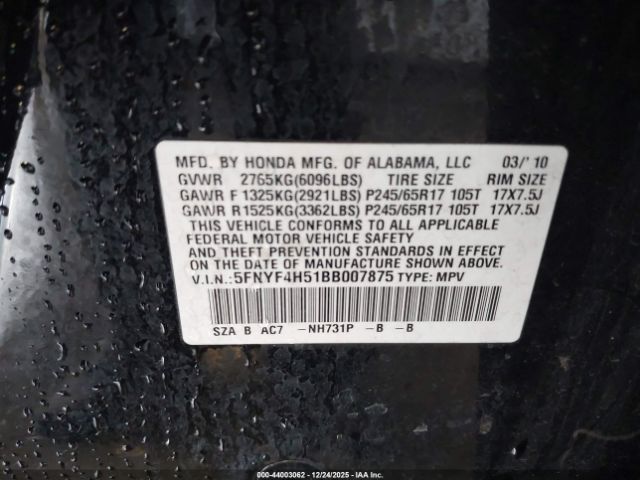 MFD. BY HONDA MFG. OF ALABAMA, LLC 03/'10
GVWR 2765KG(6096LBS) TIRE SIZE RIM SIZE
GAWR F 1325KG(2921LBS) P245/65R17 105T 17X7.5J
GAWR R 1525KG(3362LBS) P245/65R17 105T 17X7.5J
THIS VEHICLE CONFORMS TO ALL APPLICABLE
FEDERAL MOTOR VEHICLE SAFETY
AND THEFT PREVENTION STANDARDS IN EFFECT
ON THE DATE OF MANUFACTURE SHOWN ABOVE.
V.I.N.:5FNYF4H51BB007875 TYPE: MPV
SZA B AC7 -NH731P -B -B
000-44003062 - 12/24/2025 - IAA Inc.